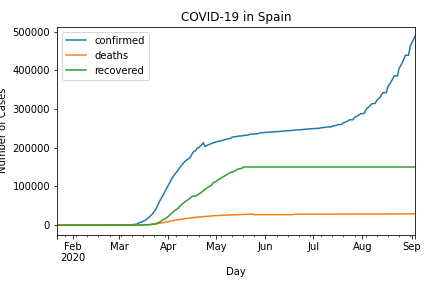 COVID-19 in Spain
confirmed
deaths
recovered
500000
400000
300000
200000
100000
0
Number of Cases
Feb Mar Apr May Jun Jul Aug Sep
2020
Day